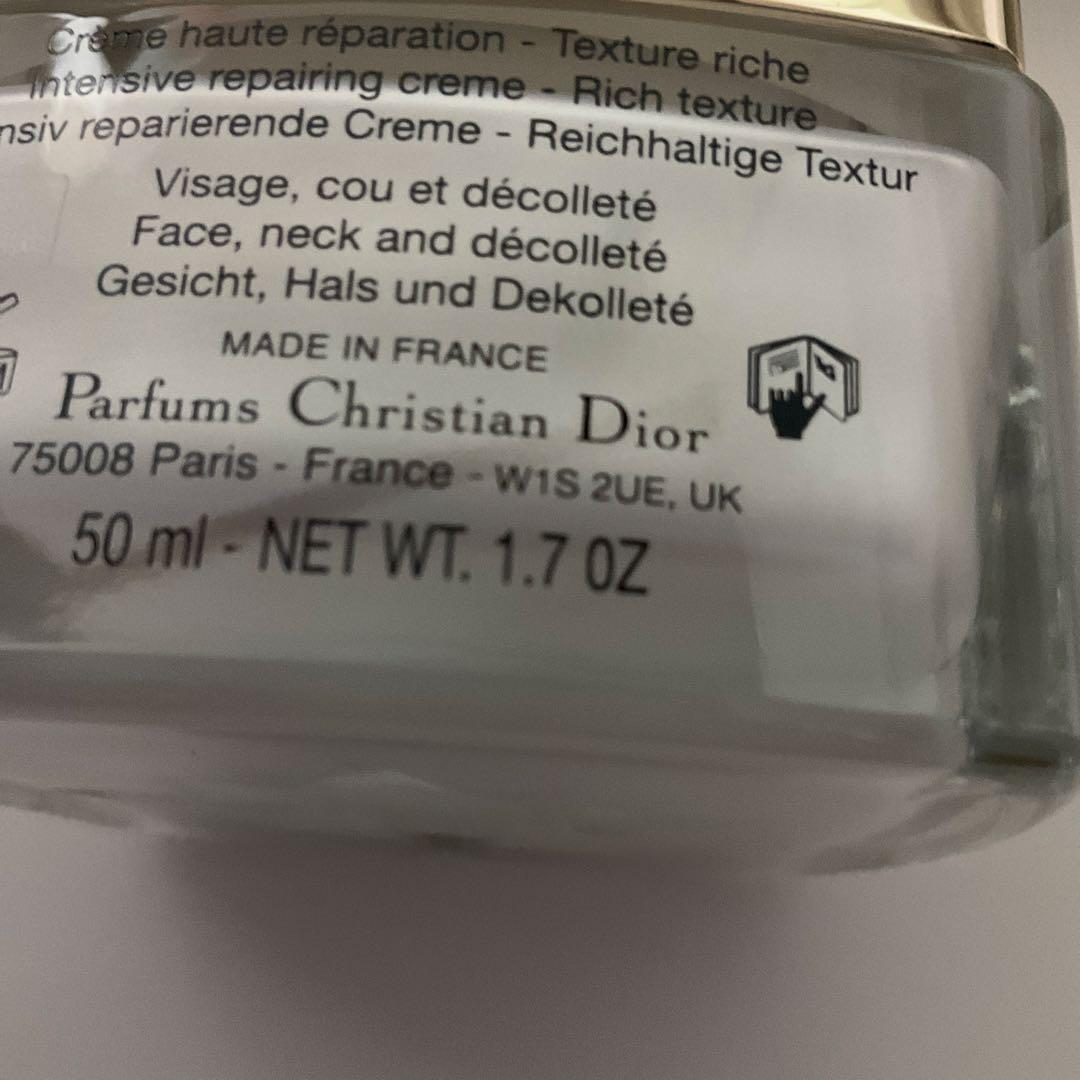 Crème haute réparation - Texture riche
Intensive repairing creme - Rich texture
nsiv reparierende Creme - Reichhaltige Textur
Visage, cou et décolleté
Face, neck and décolleté
Gesicht, Hals und Dekolleté
MADE IN FRANCE
Parfums Christian Dior
75008 Paris - France - W1S 2UE, UK
50 ml - NET WT. 1.7 OZ